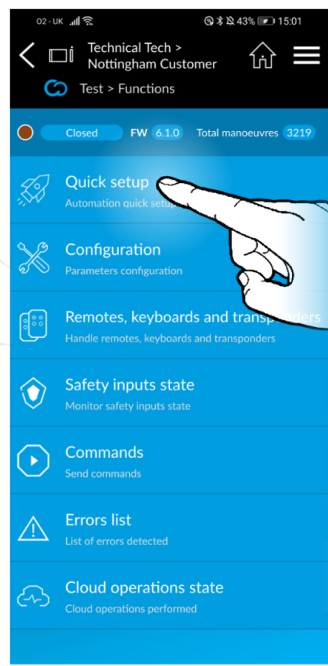 O2-UK 43% 15:01
Technical Tech >
Nottingham Customer
Test > Functions
Closed FW 6.1.0 Total manoeuvres 3219
Quick setup
Automation quick
Configuration
Parameters configuration
Remotes, keyboards and
Handle remotes, keyboards and transponders
Safety inputs state
Monitor safety inputs state
Commands
Send commands
Errors list
List of errors detected
Cloud operations state
Cloud operations performed